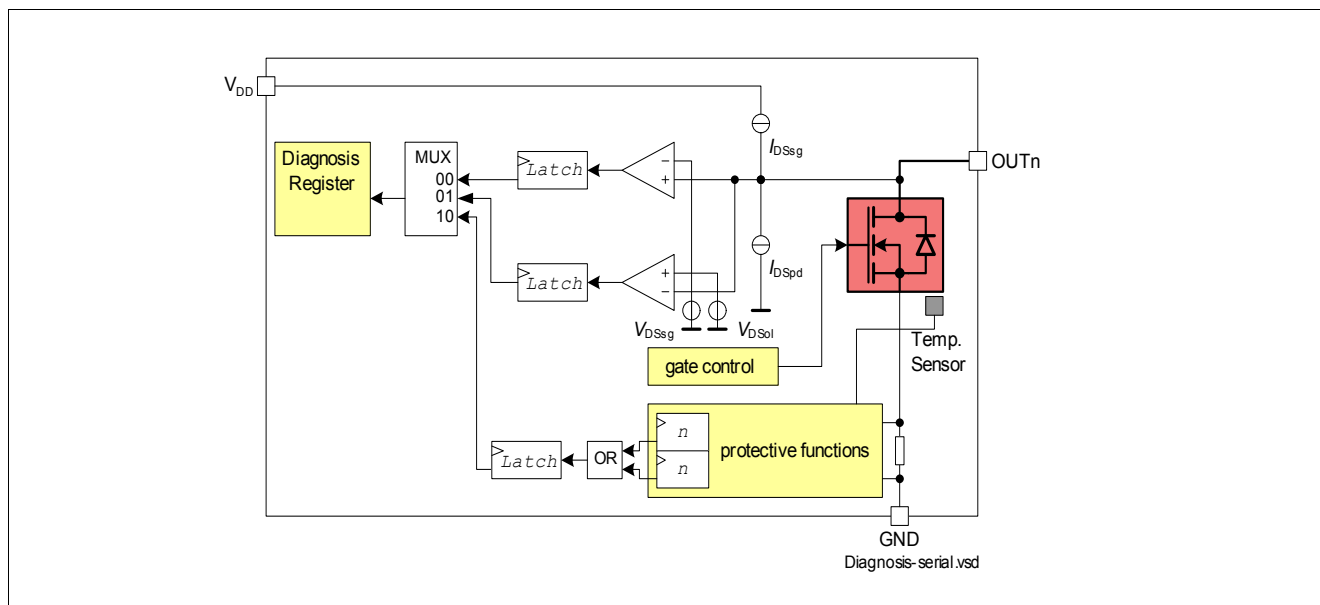 VDD
IDSsg
OUTn
Diagnosis
Register
MUX
00
01
10
Latch
−
+
Latch
+
−
IDSpd
VDSsg
VDSol
Temp.
Sensor
gate control
n
n
protective functions
OR
Latch
GND
Diagnosis-serial.vsd